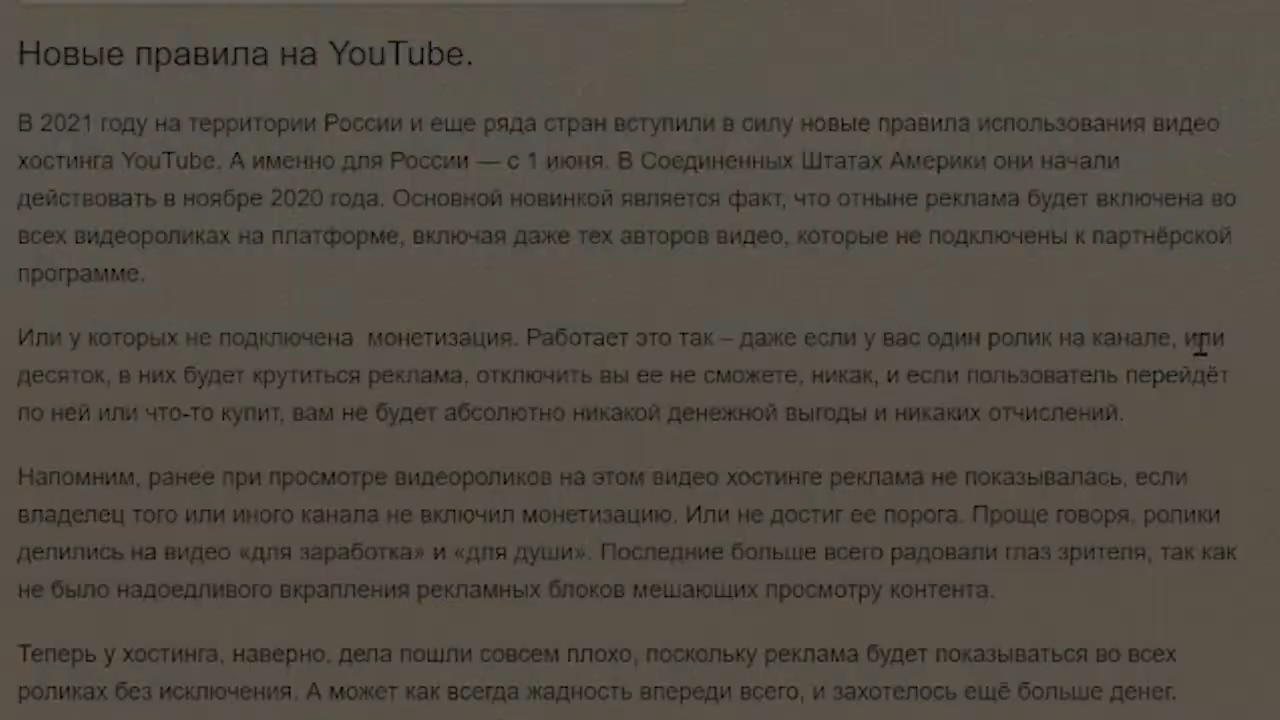 Новые правила на YouTube.
В 2021 году на территории России и еще ряда стран вступили в силу новые правила использования видео
хостинга YouTube. А именно для России — с 1 июня. В Соединенных Штатах Америки они начали
действовать в ноябре 2020 года. Основной новинкой является факт, что отныне реклама будет включена во
всех видеороликах на платформе, включая даже тех авторов видео, которые не подключены к партнёрской
программе.
Или у которых не подключена  монетизация. Работает это так – даже если у вас один ролик на канале, или
десяток, в них будет крутиться реклама, отключить вы ее не сможете, никак, и если пользователь перейдёт
по ней или что-то купит, вам не будет абсолютно никакой денежной выгоды и никаких отчислений.
Напомним, ранее при просмотре видеороликов на этом видео хостинге реклама не показывалась, если
владелец того или иного канала не включил монетизацию. Или не достиг ее порога. Проще говоря, ролики
делились на видео «для заработка» и «для души». Последние больше всего радовали глаз зрителя, так как
не было надоедливого вкрапления рекламных блоков мешающих просмотру контента.
Теперь у хостинга, наверно, дела пошли совсем плохо, поскольку реклама будет показываться во всех
роликах без исключения. А может как всегда жадность впереди всего, и захотелось ещё больше денег.